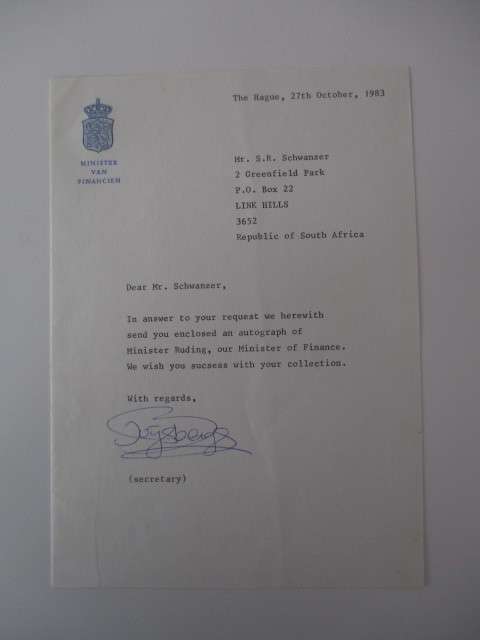 The Hague, 27th October, 1983
MINISTER
VAN
FINANCIËN
Mr. S.R. Schwanzer
2 Greenfield Park
P.O. Box 22
LINK HILLS
3652
Republic of South Africa
Dear Mr. Schwanzer,
In answer to your request we herewith
send you enclosed an autograph of
Minister Ruding, our Minister of Finance.
We wish you sucsess with your collection.
With regards,
(secretary)